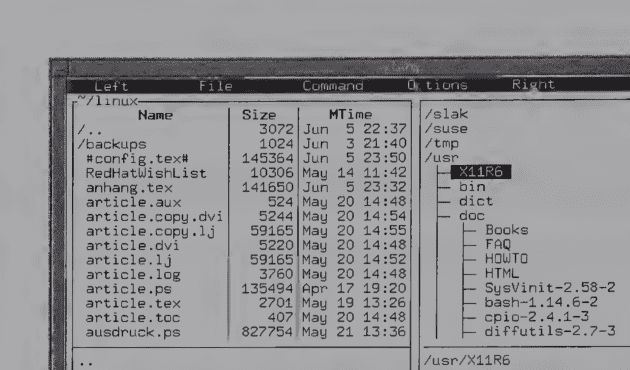 Left File Command Options Right
~/linux
Name Size MTime
/.. 3072 Jun 5 22:37
/backups 1024 Jun 3 21:40
#config.tex# 145364 Jun 5 23:50
RedHatWishList 10306 May 14 11:42
anhang.tex 141650 Jun 5 23:32
article.aux 524 May 20 14:48
article.copy.dvi 5244 May 20 14:54
article.copy.lj 59165 May 20 14:55
article.dvi 5220 May 20 14:48
article.lj 59165 May 20 14:52
article.log 3760 May 20 14:48
article.ps 135494 Apr 17 19:20
article.tex 2701 May 19 13:26
article.toc 407 May 20 14:48
ausdruck.ps 827754 May 21 13:36
..
/slak
/suse
/tmp
/usr
X11R6
bin
dict
doc
Books
FAQ
HOWTO
HTML
SysVinit-2.58-2
bash-1.14.6-2
cpio-2.4.1-3
diffutils-2.7-3
/usr/X11R6